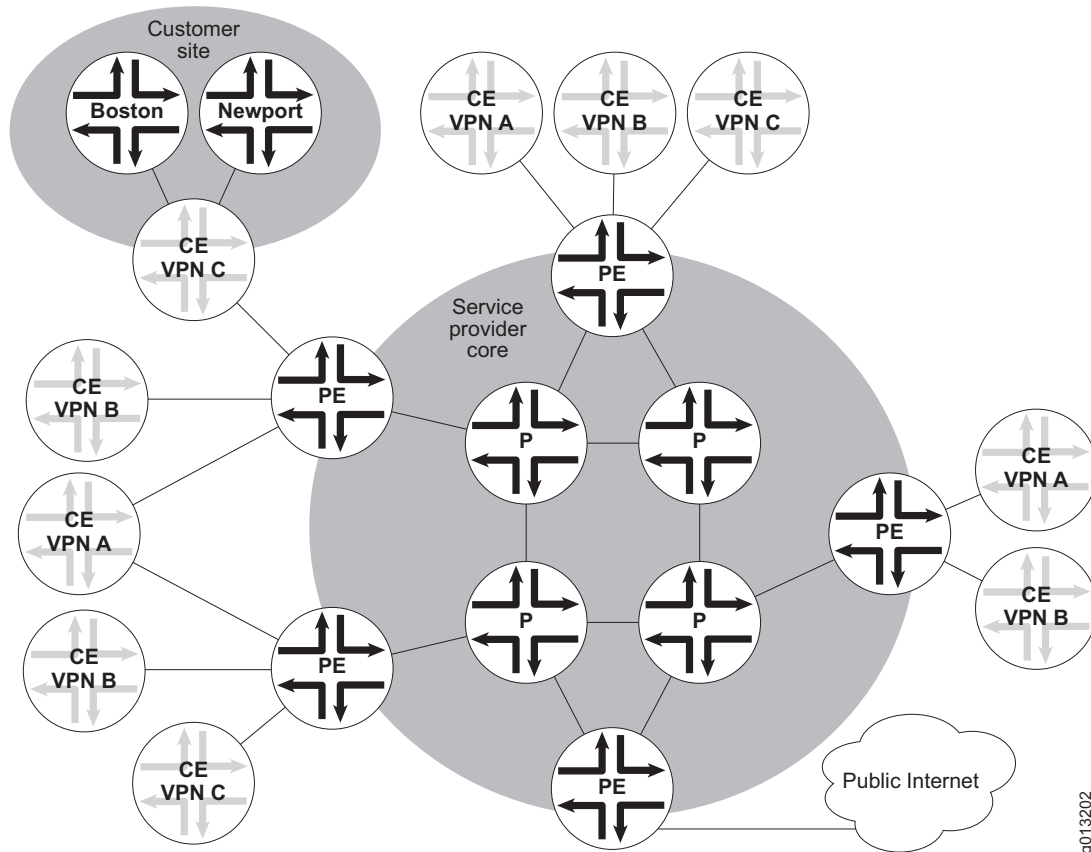 Customer
site
Boston
Newport
CE
VPN A
CE
VPN B
CE
VPN C
CE
VPN C
PE
Service
provider
core
PE
CE
VPN B
P
P
CE
VPN A
CE
VPN A
PE
CE
VPN B
P
P
CE
VPN B
PE
CE
VPN C
PE
Public Internet
g013202